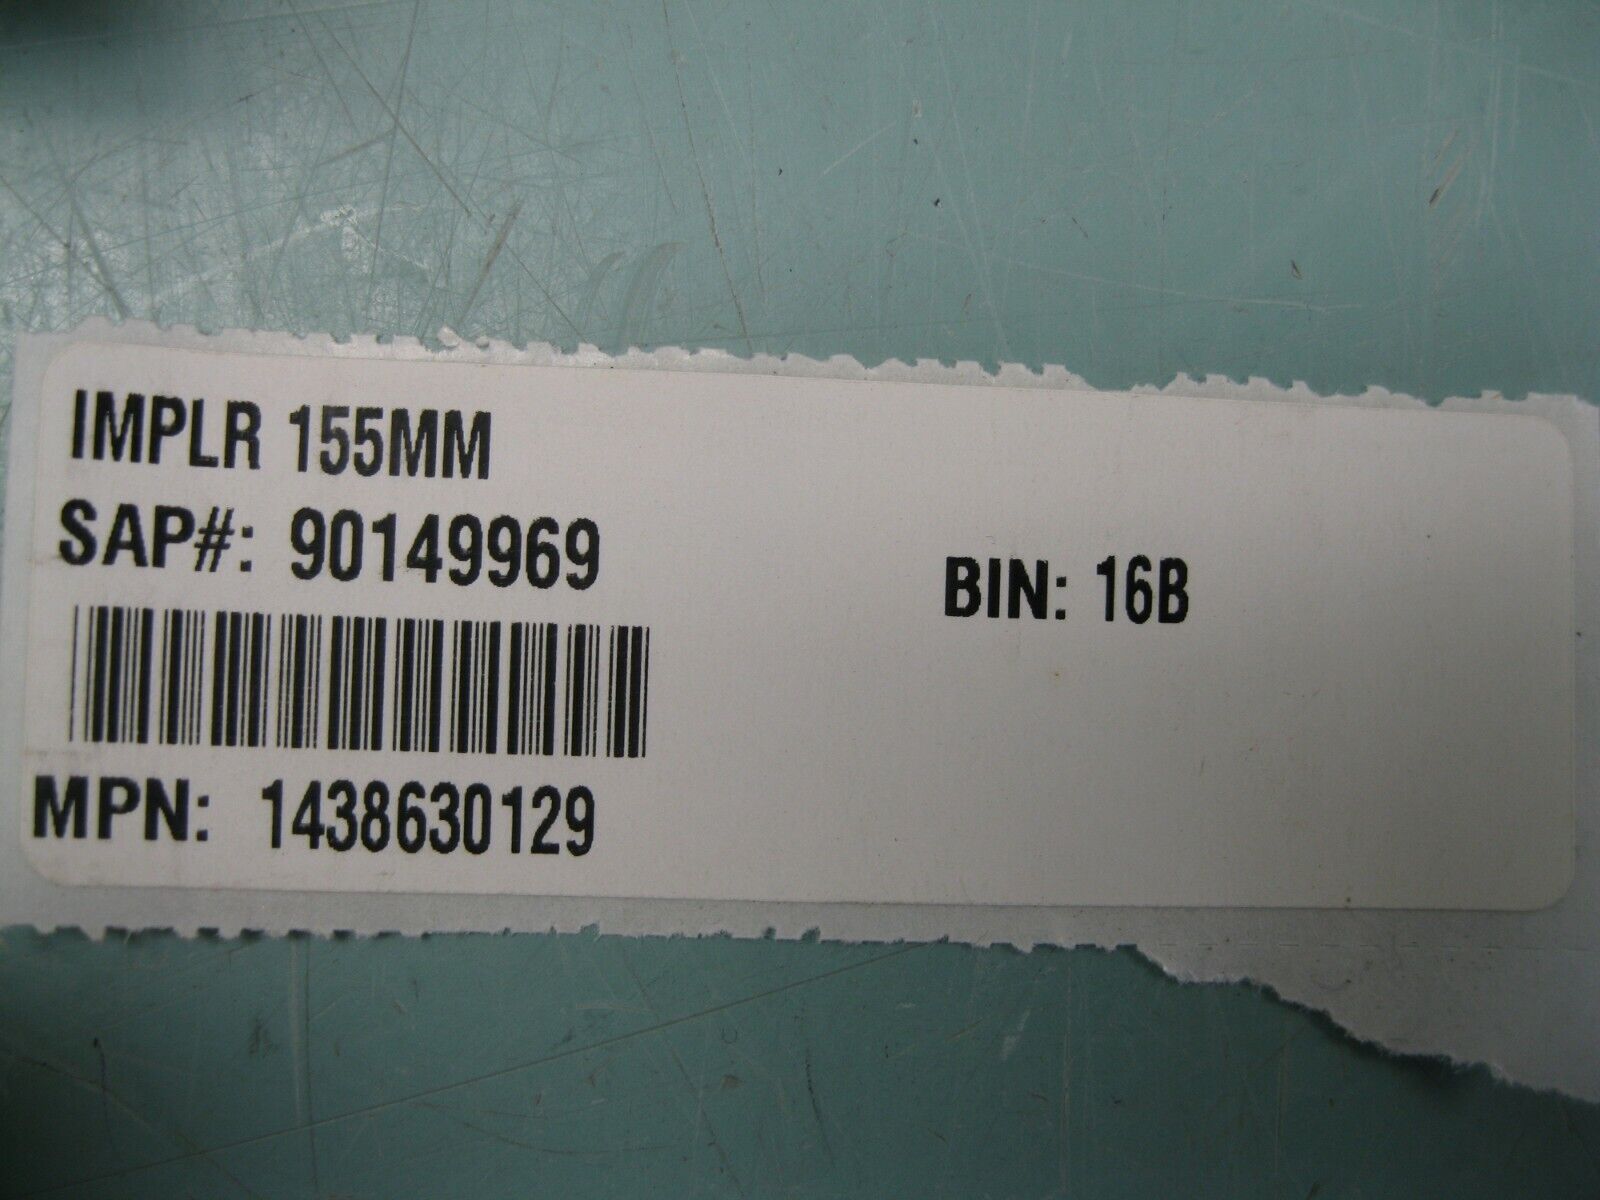 IMPLR 155MM
SAP#: 90149969
BIN: 16B
MPN: 1438630129